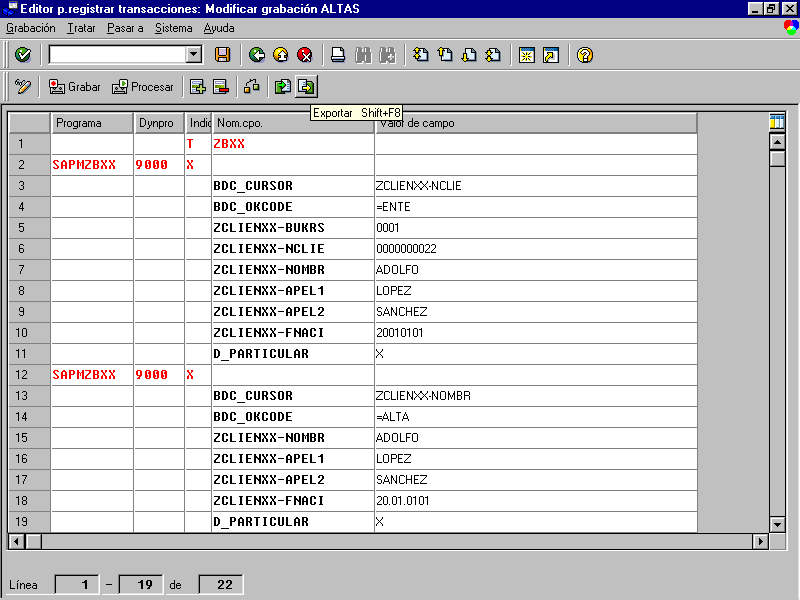 Editor p.registrar transacciones: Modificar grabación ALTAS
Grabación Tratar Pasar a Sistema Ayuda
Grabar Procesar
Exportar Shift+F8
Programa Dynpro Indic Nom.cpo. Valor de campo
1 T ZBXX
2 SAPMZBXX 9000 X
3 BDC_CURSOR ZCLIENXX-NCLIE
4 BDC_OKCODE =ENTE
5 ZCLIENXX-BUKRS 0001
6 ZCLIENXX-NCLIE 0000000022
7 ZCLIENXX-NOMBR ADOLFO
8 ZCLIENXX-APEL1 LOPEZ
9 ZCLIENXX-APEL2 SANCHEZ
10 ZCLIENXX-FNACI 20010101
11 D_PARTICULAR X
12 SAPMZBXX 9000 X
13 BDC_CURSOR ZCLIENXX-NOMBR
14 BDC_OKCODE =ALTA
15 ZCLIENXX-NOMBR ADOLFO
16 ZCLIENXX-APEL1 LOPEZ
17 ZCLIENXX-APEL2 SANCHEZ
18 ZCLIENXX-FNACI 20.01.0101
19 D_PARTICULAR X
Línea 1 - 19 de 22